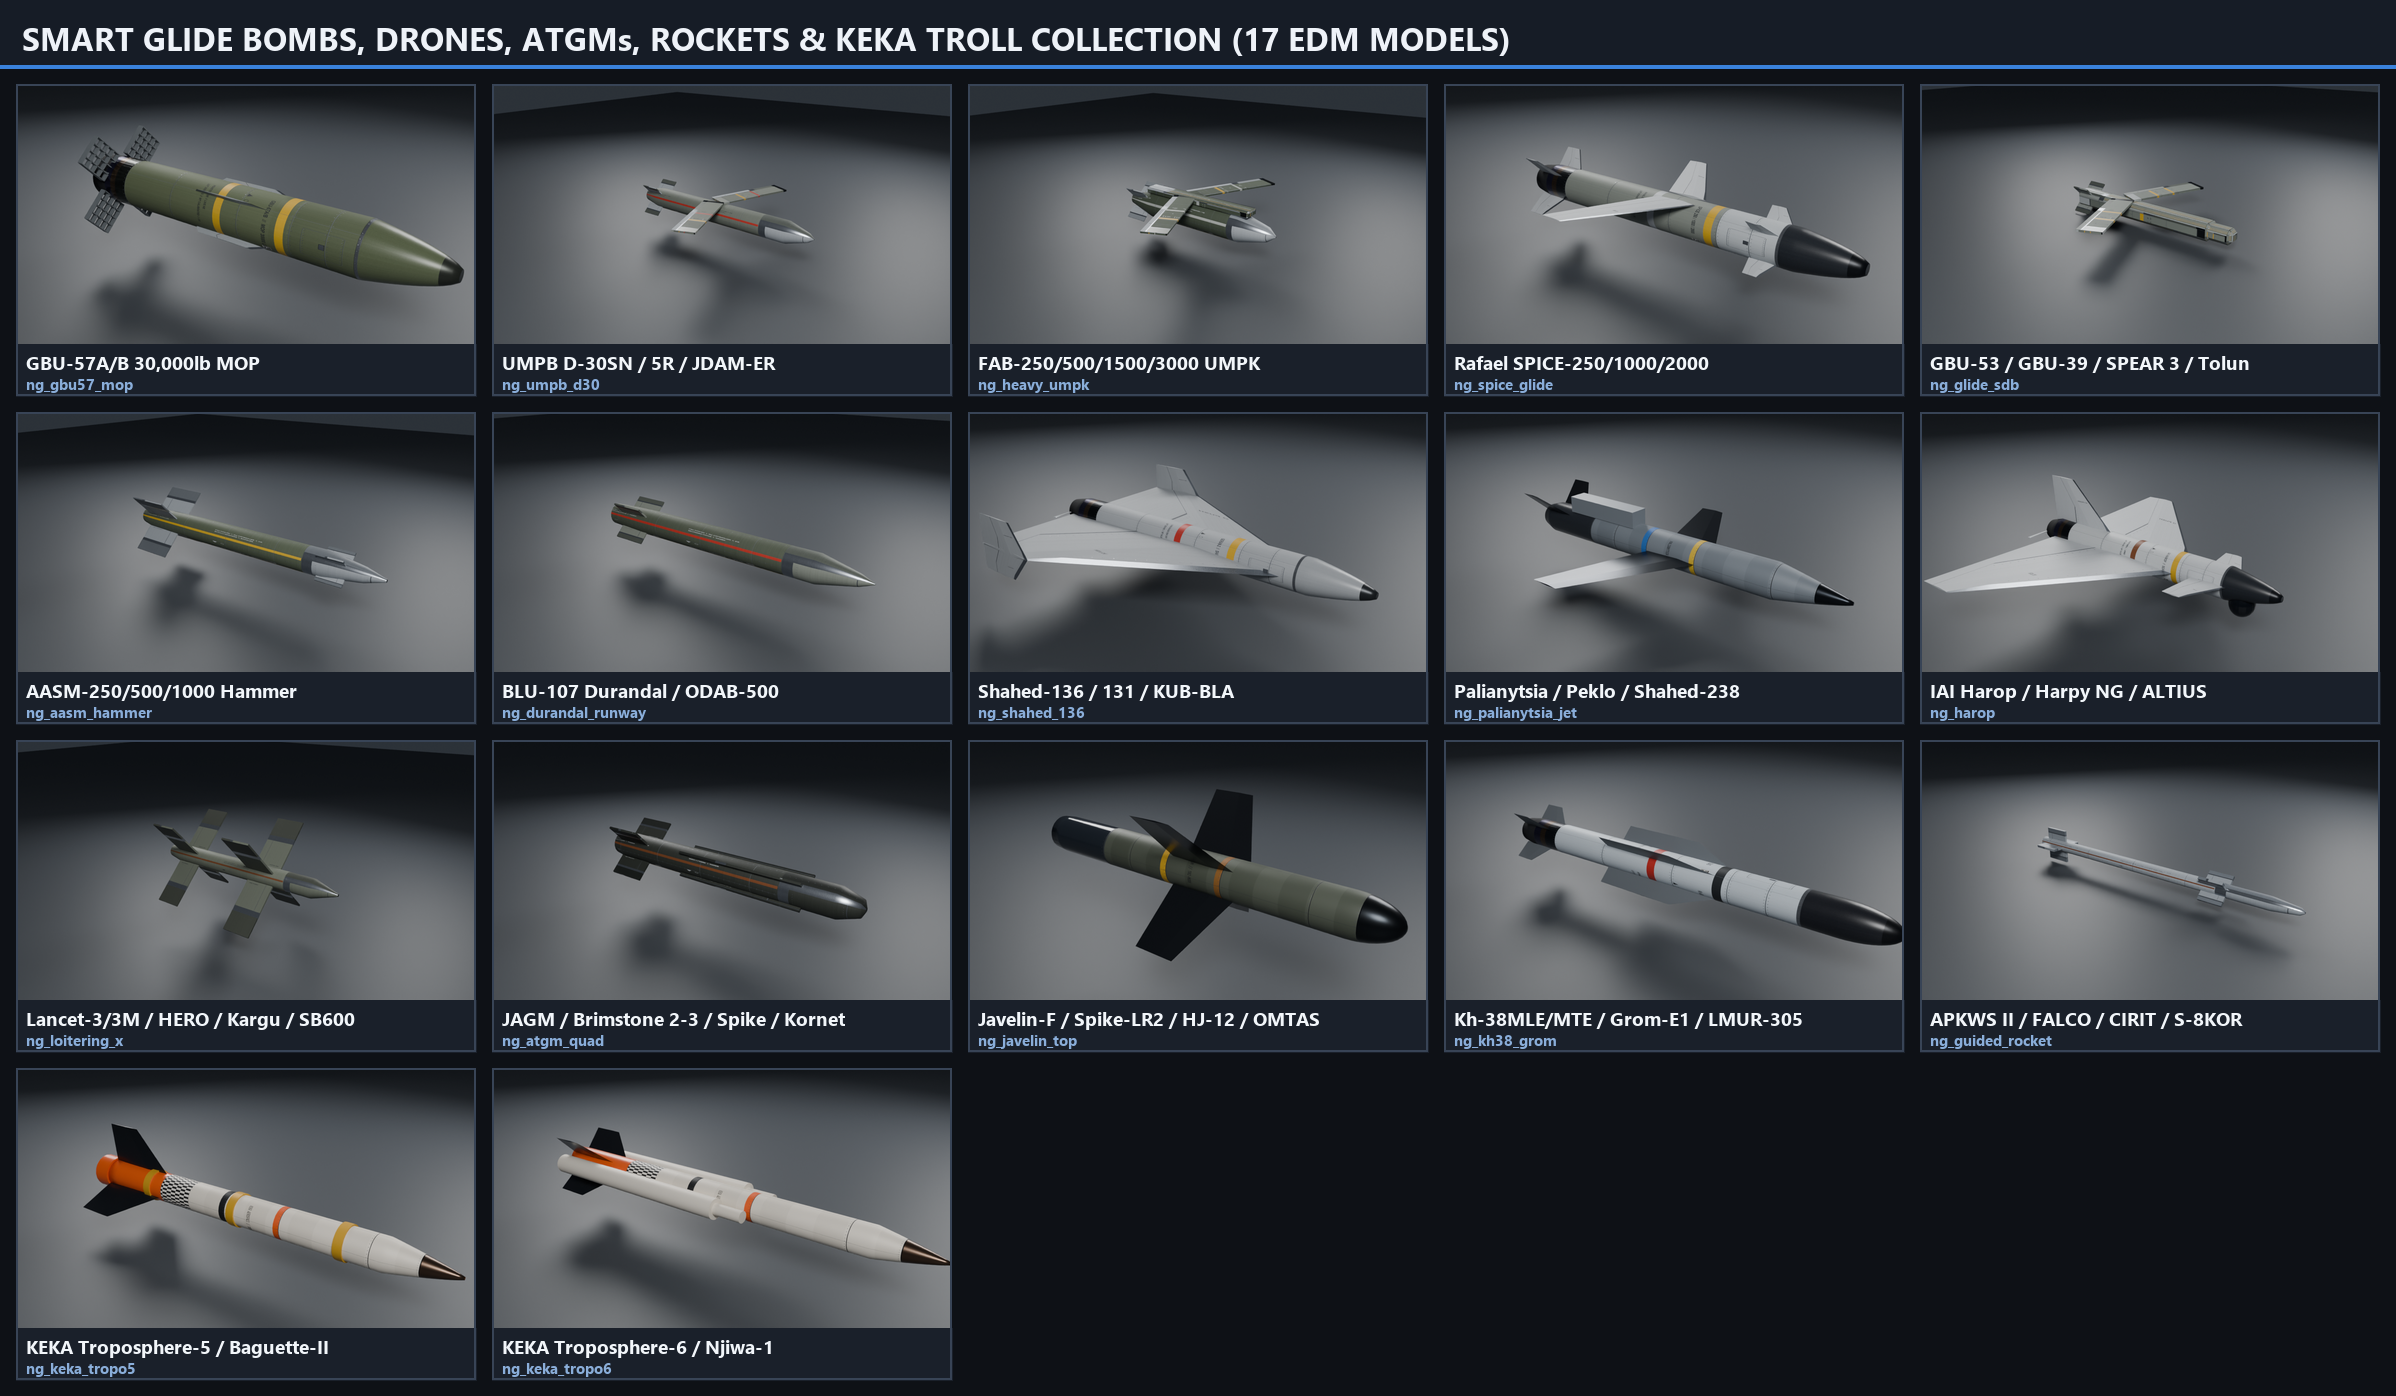 SMART GLIDE BOMBS, DRONES, ATGMs, ROCKETS & KEKA TROLL COLLECTION (17 EDM MODELS)
GBU-57A/B 30,000lb MOP
ng_gbu57_mop
UMPB D-30SN / 5R / JDAM-ER
ng_umpb_d30
FAB-250/500/1500/3000 UMPK
ng_heavy_umpk
Rafael SPICE-250/1000/2000
ng_spice_glide
GBU-53 / GBU-39 / SPEAR 3 / Tolun
ng_glide_sdb
AASM-250/500/1000 Hammer
ng_aasm_hammer
BLU-107 Durandal / ODAB-500
ng_durandal_runway
Shahed-136 / 131 / KUB-BLA
ng_shahed_136
Palianytsia / Peklo / Shahed-238
ng_palianytsia_jet
IAI Harop / Harpy NG / ALTIUS
ng_harop
Lancet-3/3M / HERO / Kargu / SB600
ng_loitering_x
JAGM / Brimstone 2-3 / Spike / Kornet
ng_atgm_quad
Javelin-F / Spike-LR2 / HJ-12 / OMTAS
ng_javelin_top
Kh-38MLE/MTE / Grom-E1 / LMUR-305
ng_kh38_grom
APKWS II / FALCO / CIRIT / S-8KOR
ng_guided_rocket
KEKA Troposphere-5 / Baguette-II
ng_keka_tropo5
KEKA Troposphere-6 / Njiwa-1
ng_keka_tropo6